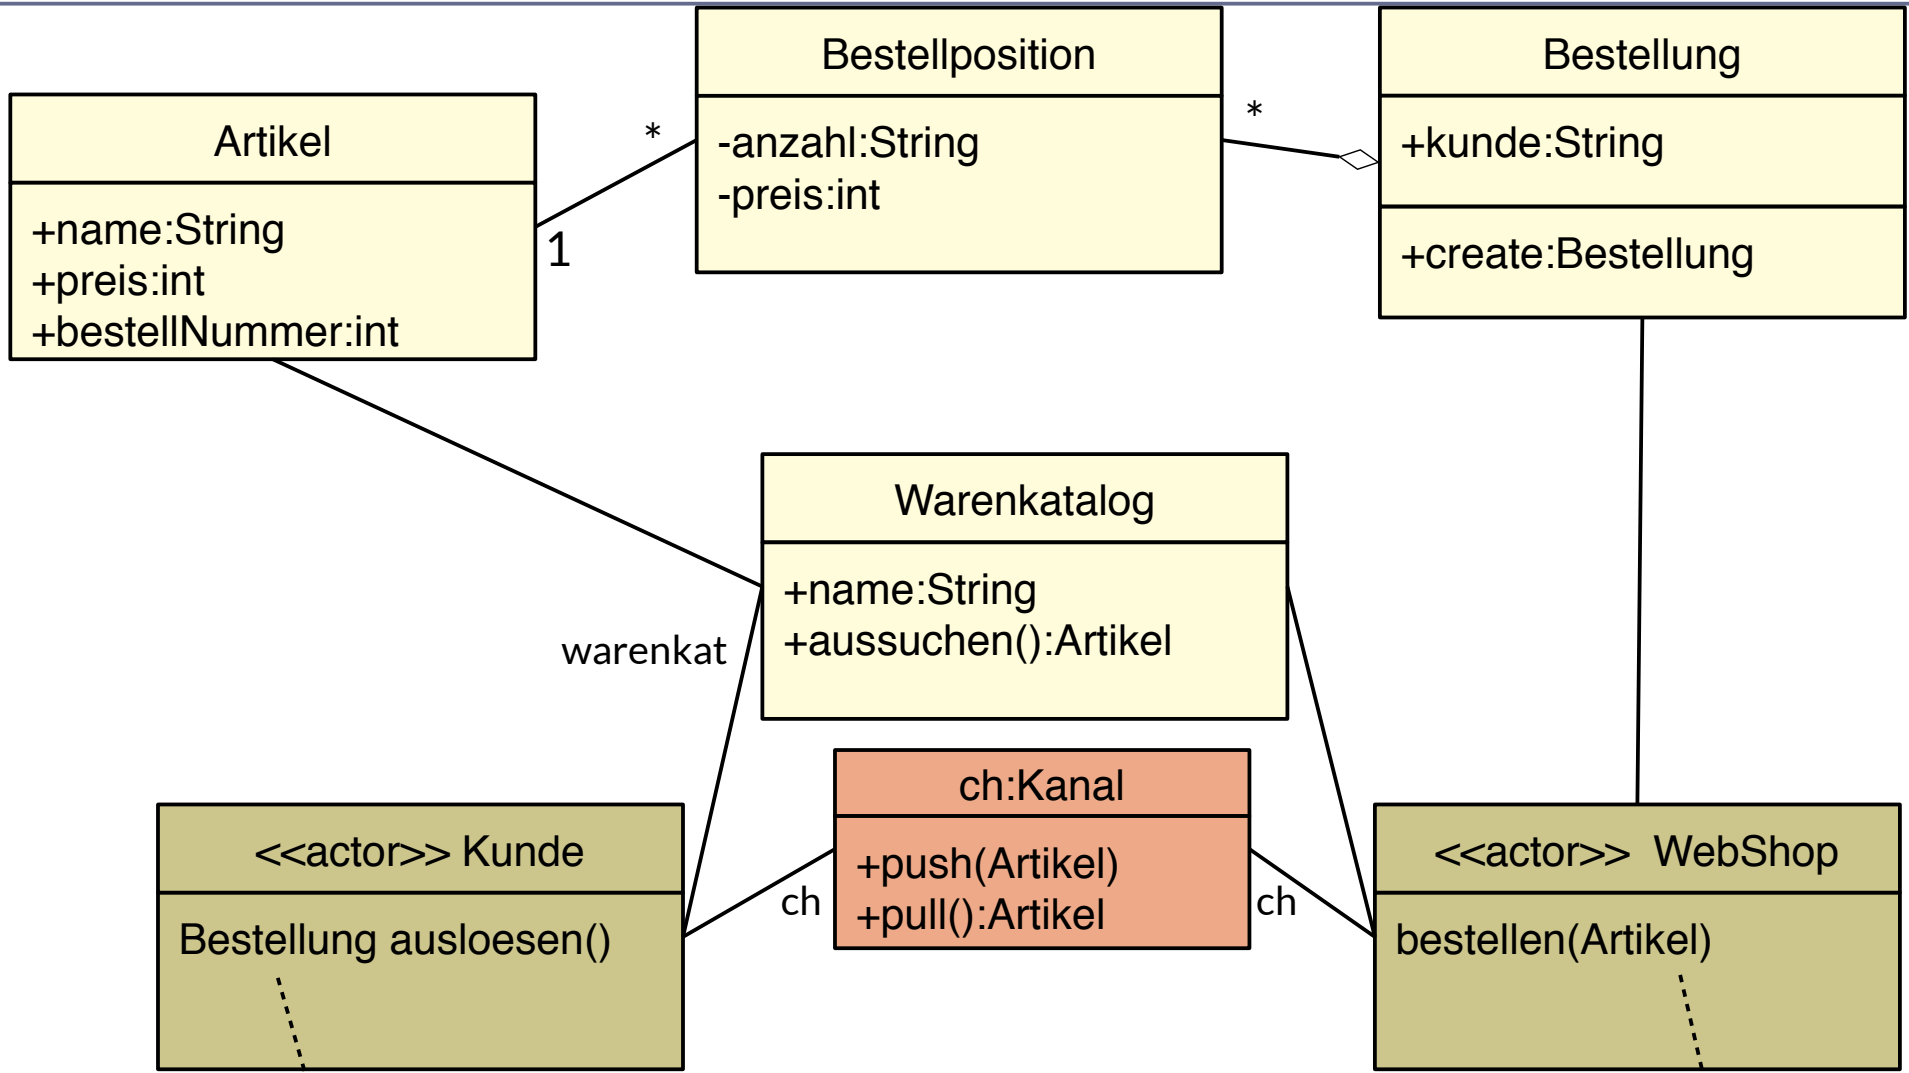 Bestellposition
-anzahl:String
-preis:int
*
*
Bestellung
+kunde:String
+create:Bestellung
Artikel
+name:String
+preis:int
+bestellNummer:int
1
Warenkatalog
+name:String
+aussuchen():Artikel
warenkat
ch:Kanal
+push(Artikel)
+pull():Artikel
ch
ch
<<actor>> Kunde
Bestellung ausloesen()
<<actor>> WebShop
bestellen(Artikel)